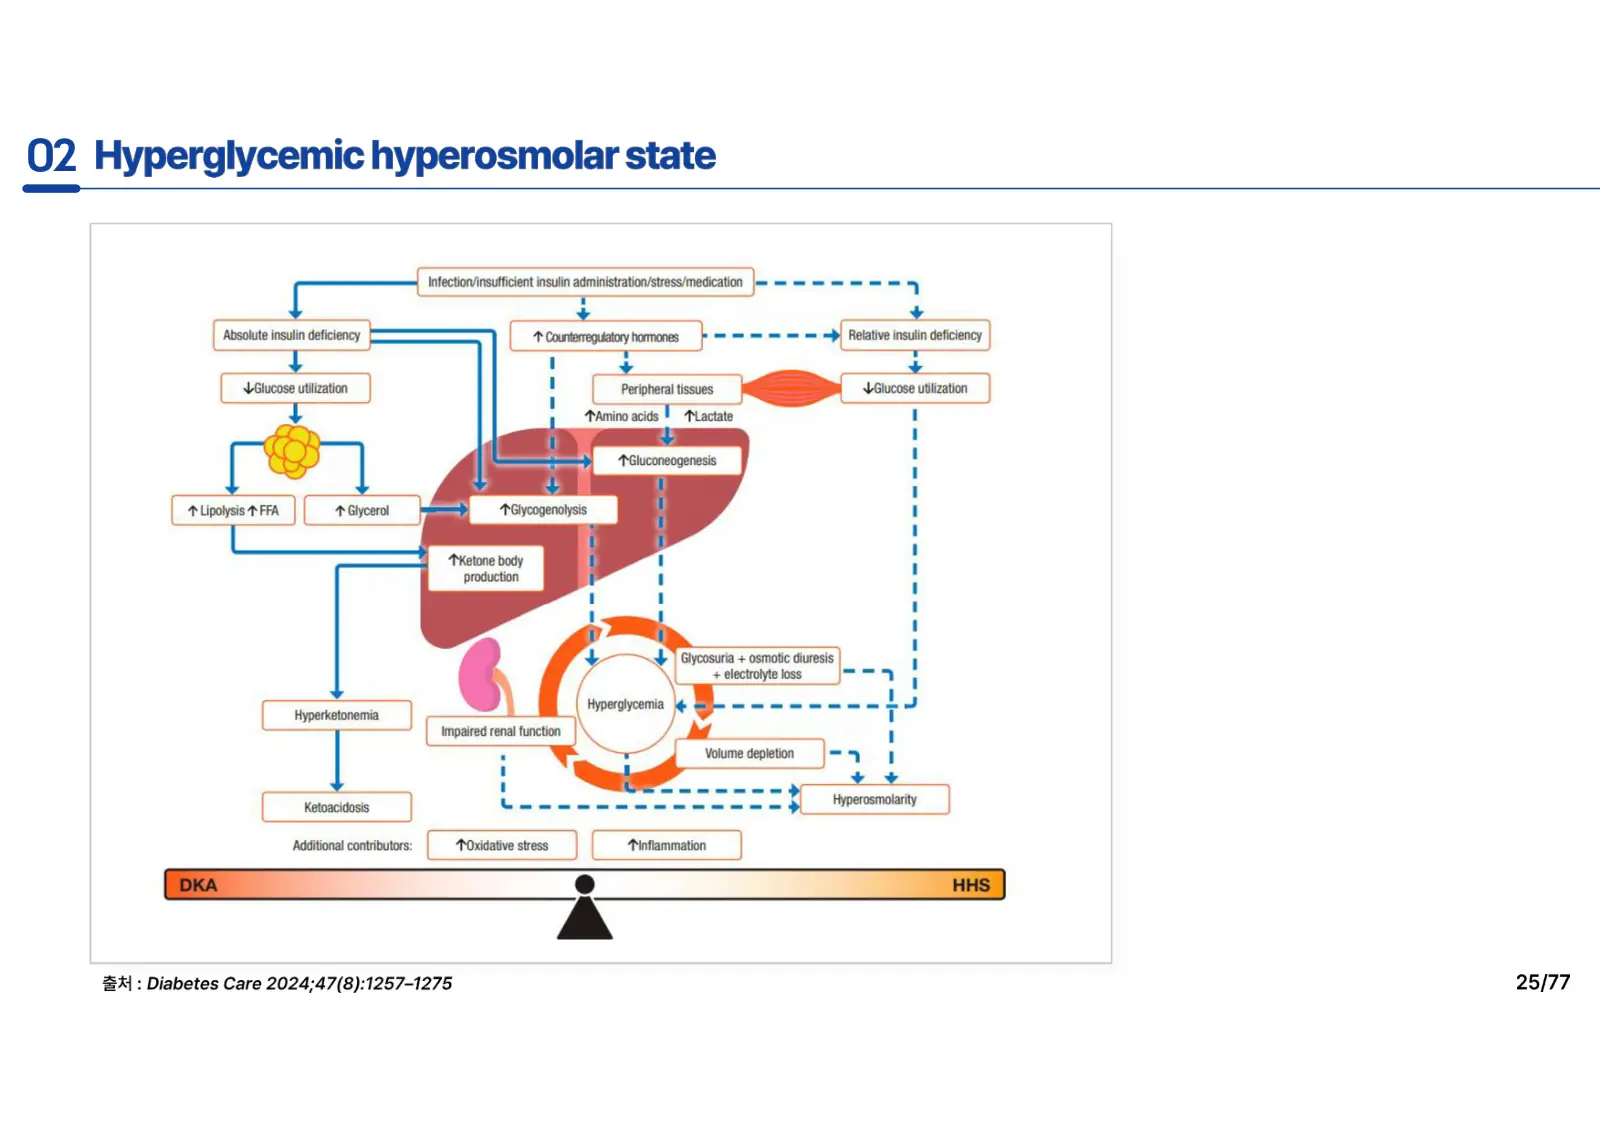 02 Hyperglycemic hyperosmolar state
Infection/insufficient insulin administration/stress/medication
Absolute insulin deficiency
↑ Counterregulatory hormones
Relative insulin deficiency
↓Glucose utilization
Peripheral tissues
↓Glucose utilization
↑Amino acids ↑Lactate
↑Gluconeogenesis
↑ Lipolysis ↑ FFA
↑ Glycerol
↑Glycogenolysis
↑Ketone body
production
Glycosuria + osmotic diuresis
+ electrolyte loss
Hyperglycemia
Hyperketonemia
Impaired renal function
Volume depletion
Hyperosmolarity
Ketoacidosis
Additional contributors:
↑Oxidative stress
↑Inflammation
DKA
HHS
출처 : Diabetes Care 2024;47(8):1257–1275
25/77